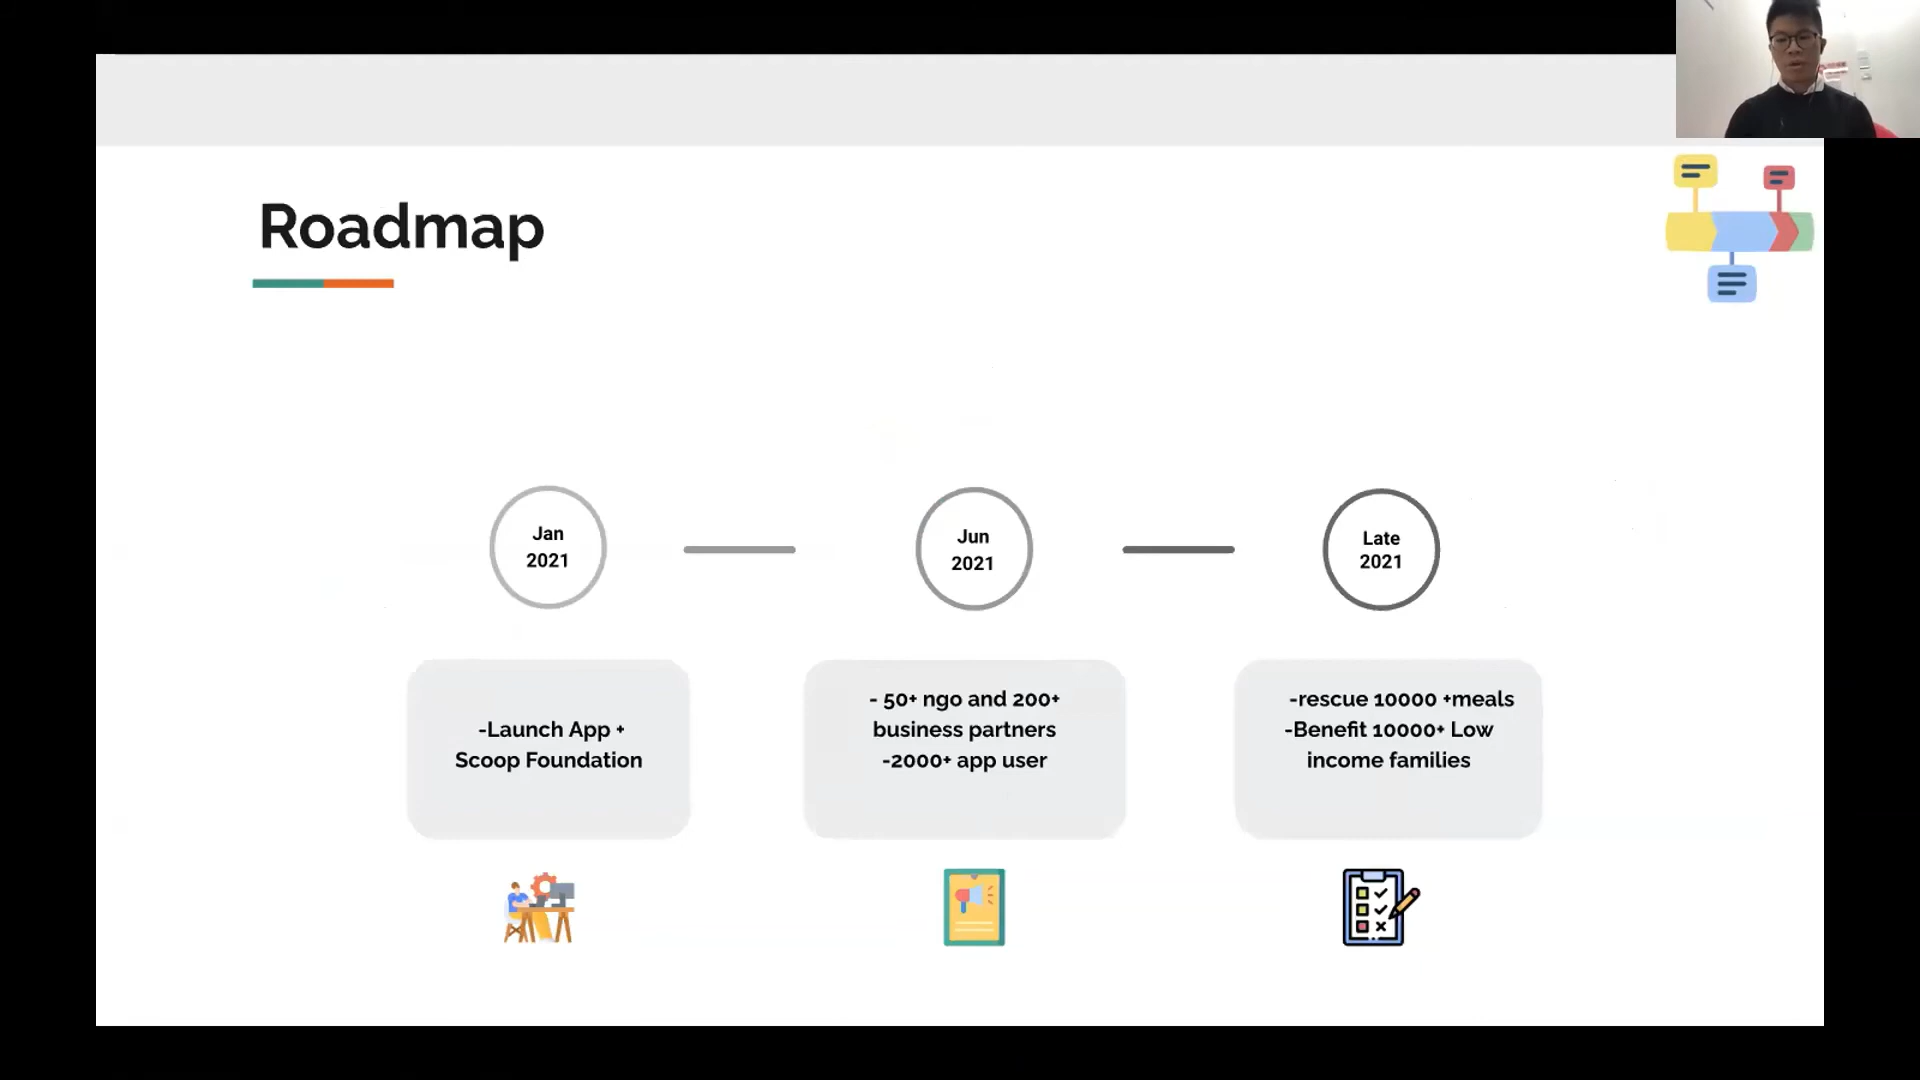 Roadmap
Jan
2021
Jun
2021
Late
2021
-Launch App +
Scoop Foundation
- 50+ ngo and 200+
business partners
-2000+ app user
-rescue 10000 +meals
-Benefit 10000+ Low
income families